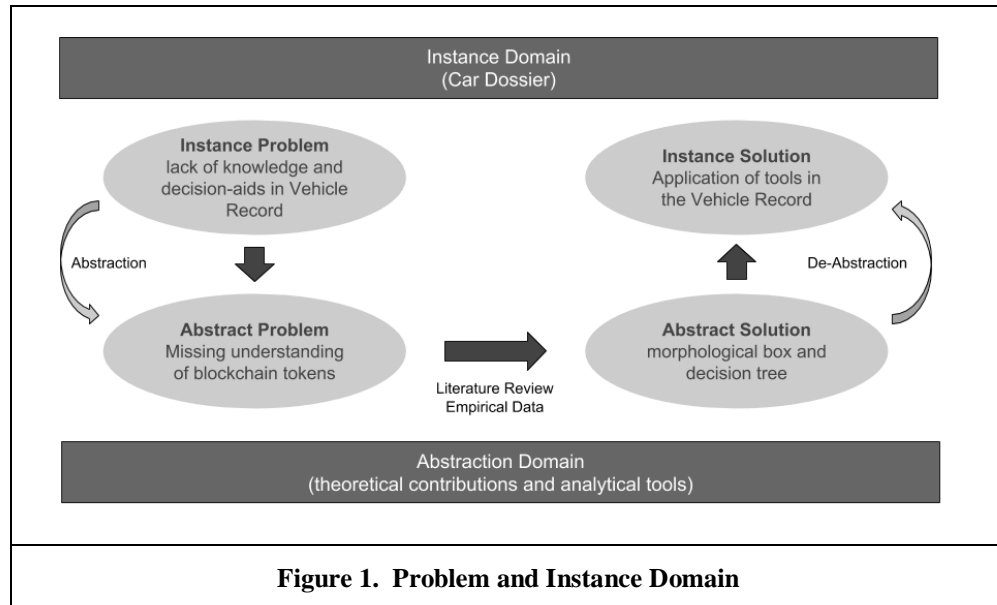 Instance Domain
(Car Dossier)
Instance Problem
lack of knowledge and
decision-aids in Vehicle
Record
Instance Solution
Application of tools in
the Vehicle Record
Abstraction
De-Abstraction
Abstract Problem
Missing understanding
of blockchain tokens
Literature Review
Empirical Data
Abstract Solution
morphological box and
decision tree
Abstraction Domain
(theoretical contributions and analytical tools)
Figure 1. Problem and Instance Domain